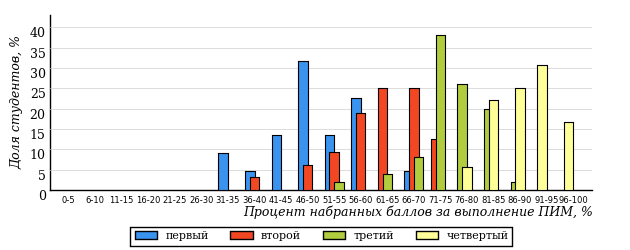 Доля студентов, %
40
35
30
25
20
15
10
5
0
0-5 6-10 11-15 16-20 21-25 26-30 31-35 36-40 41-45 46-50 51-55 56-60 61-65 66-70 71-75 76-80 81-85 86-90 91-95 96-100
Процент набранных баллов за выполнение ПИМ, %
первый второй третий четвертый